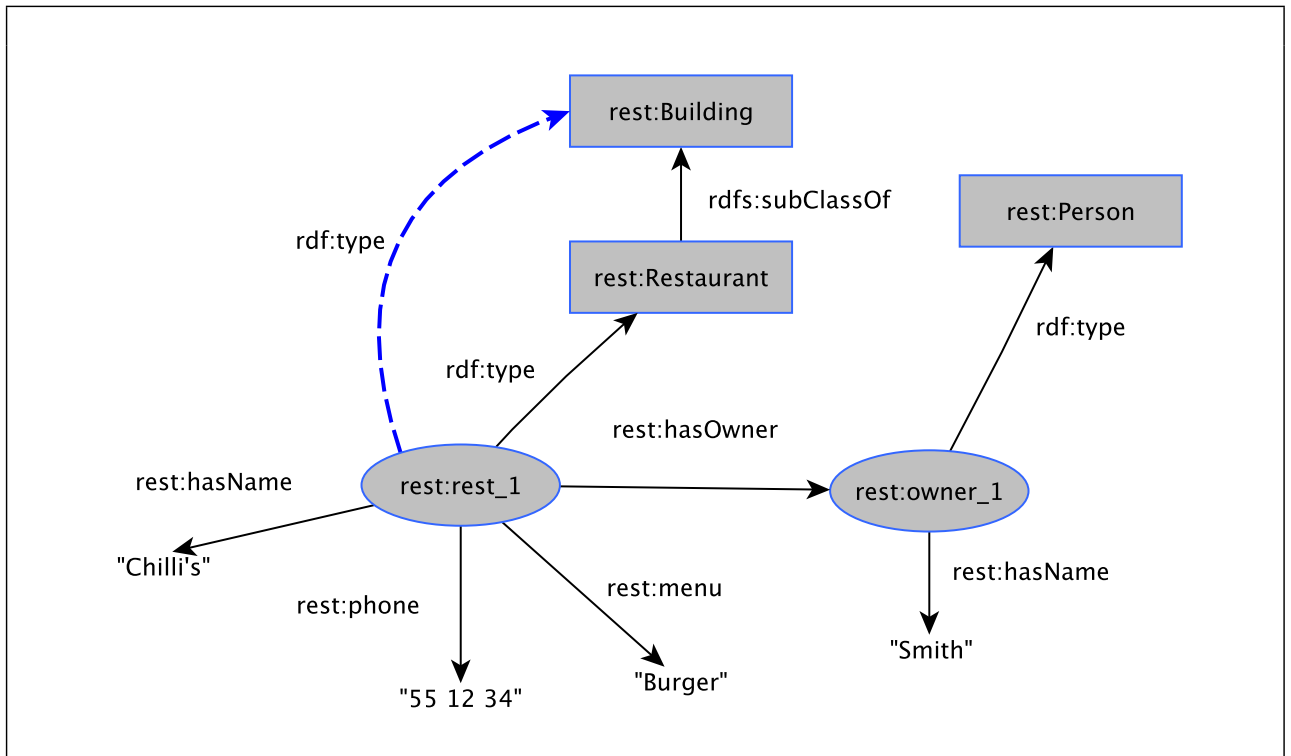 rest:Building
rdfs:subClassOf
rest:Person
rdf:type
rest:Restaurant
rdf:type
rdf:type
rest:hasOwner
rest:hasName
rest:rest_1
rest:owner_1
"Chilli's"
rest:hasName
rest:menu
rest:phone
"Smith"
"Burger"
"55 12 34"